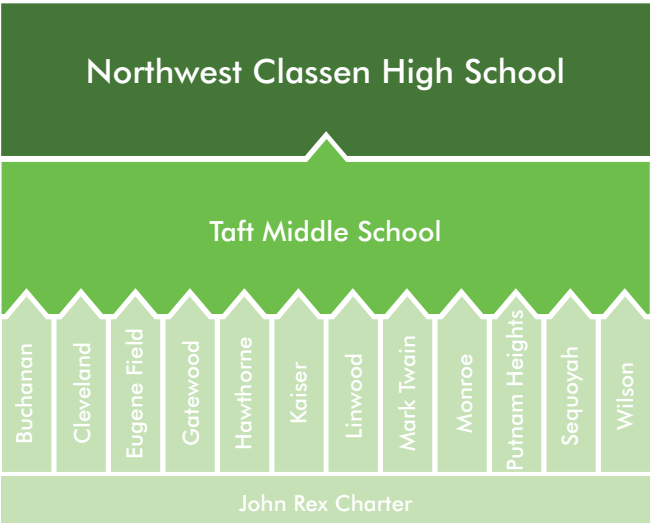 Northwest Classen High School
Taft Middle School
Buchanan
Cleveland
Eugene Field
Gatewood
Hawthorne
Kaiser
Linwood
Mark Twain
Monroe
Putnam Heights
Sequoyah
Wilson
John Rex Charter